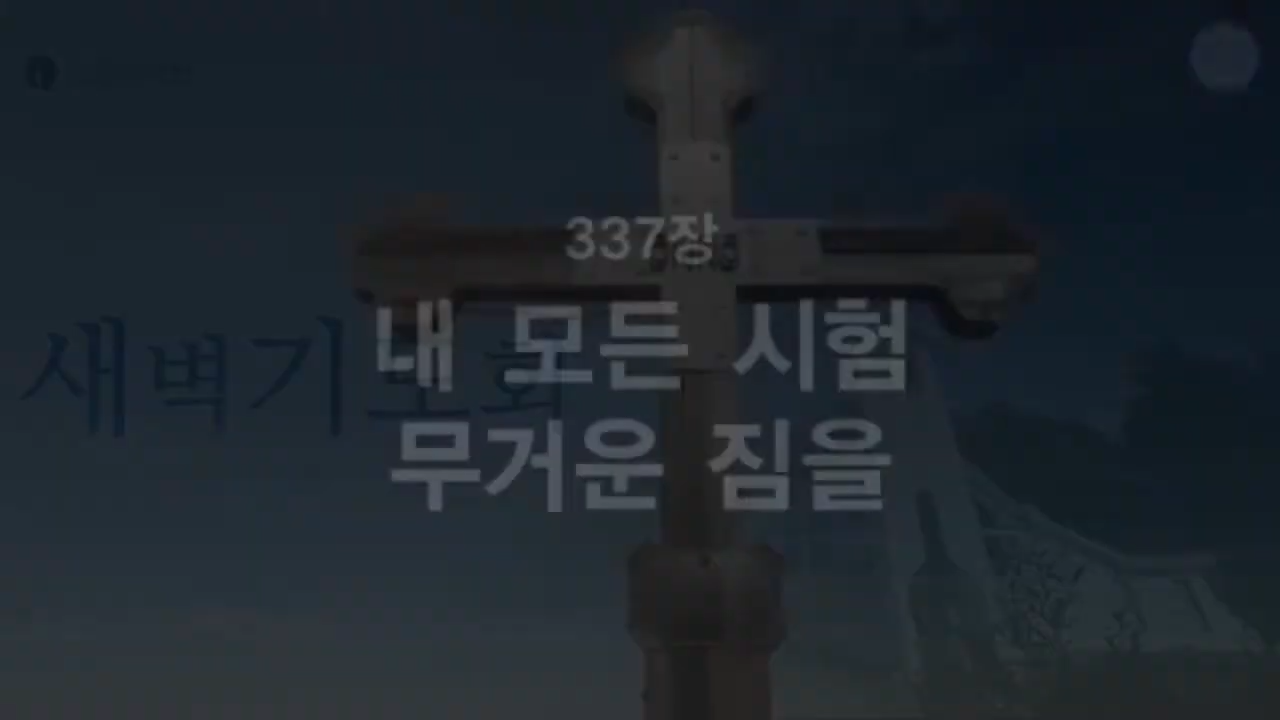 337장
내 모든 시험
무거운 짐을
새벽기도회